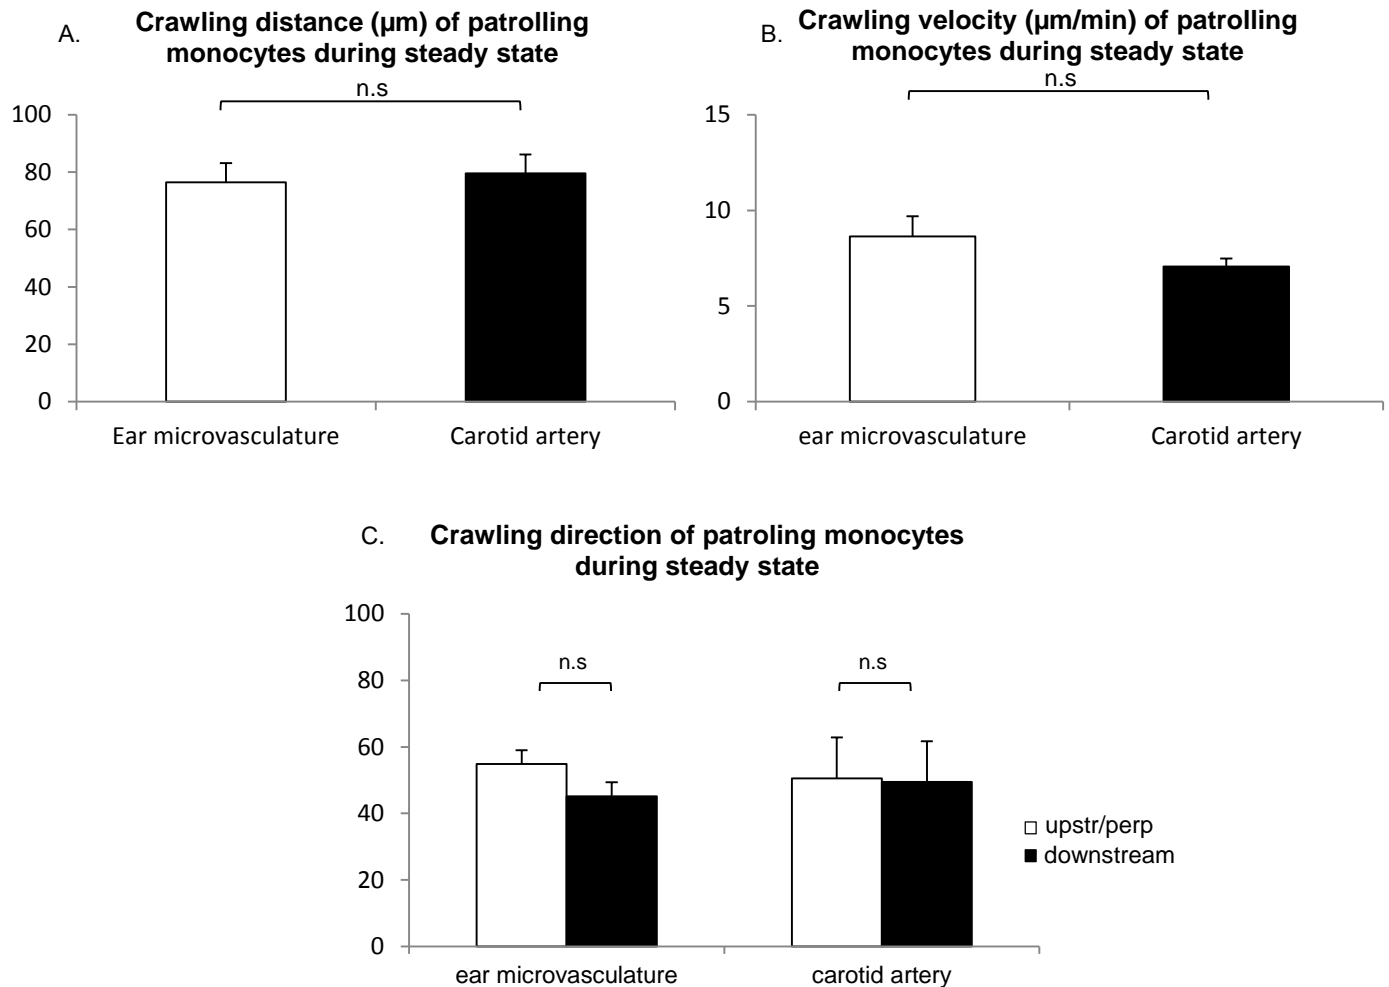 A.
Crawling distance (µm) of patrolling
monocytes during steady state
n.s
100
80
60
40
20
0
Ear microvasculature
Carotid artery
B.
Crawling velocity (µm/min) of patrolling
monocytes during steady state
n.s
15
10
5
0
ear microvasculature
Carotid artery
C.
Crawling direction of patroling monocytes
during steady state
100
80
60
40
20
0
n.s
n.s
ear microvasculature
carotid artery
upstr/perp
downstream